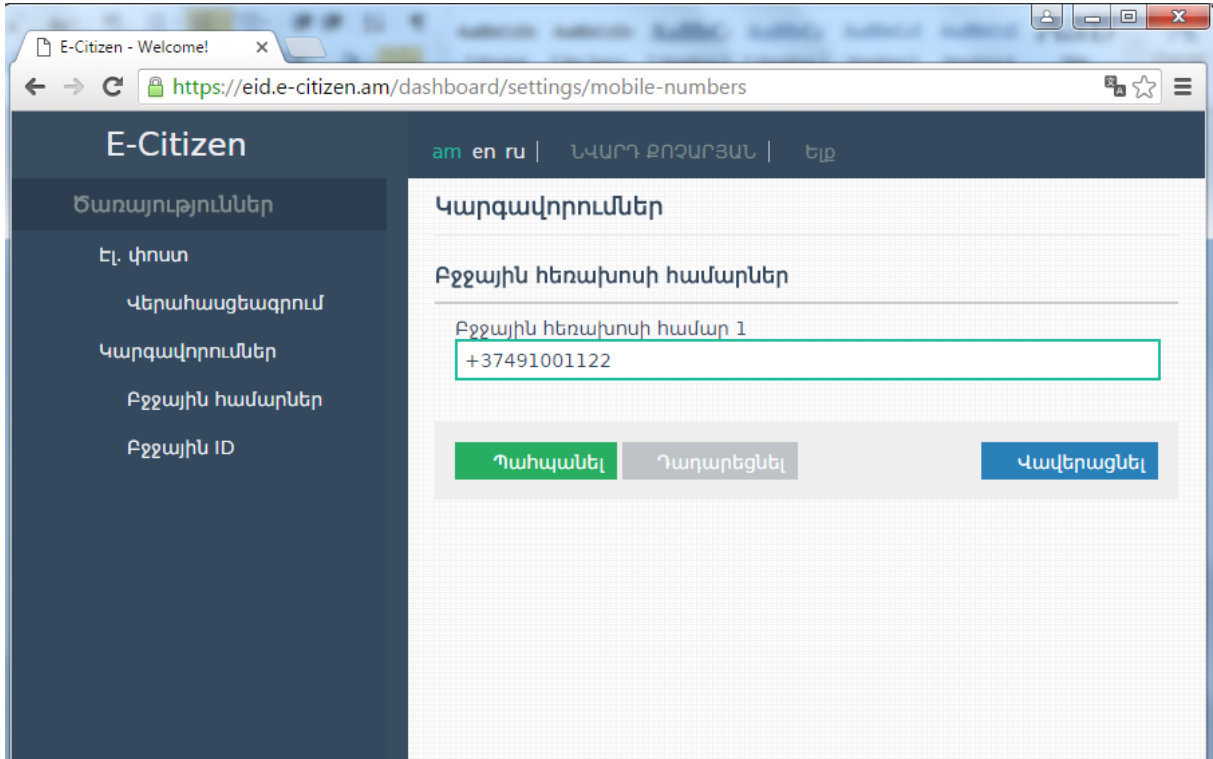 E-Citizen - Welcome!
https://eid.e-citizen.am/dashboard/settings/mobile-numbers
E-Citizen
am en ru | ՆՎԱՐԴ ՔՈՉԱՐՅԱՆ | Ելք
Ծառայություններ
Էլ. փոստ
Վերահասցեագրում
Կարգավորումներ
Բջջային համարներ
Բջջային ID
Կարգավորումներ
Բջջային հեռախոսի համարներ
Բջջային հեռախոսի համար 1
+37491001122
Պահպանել Դադարեցնել Վավերացնել